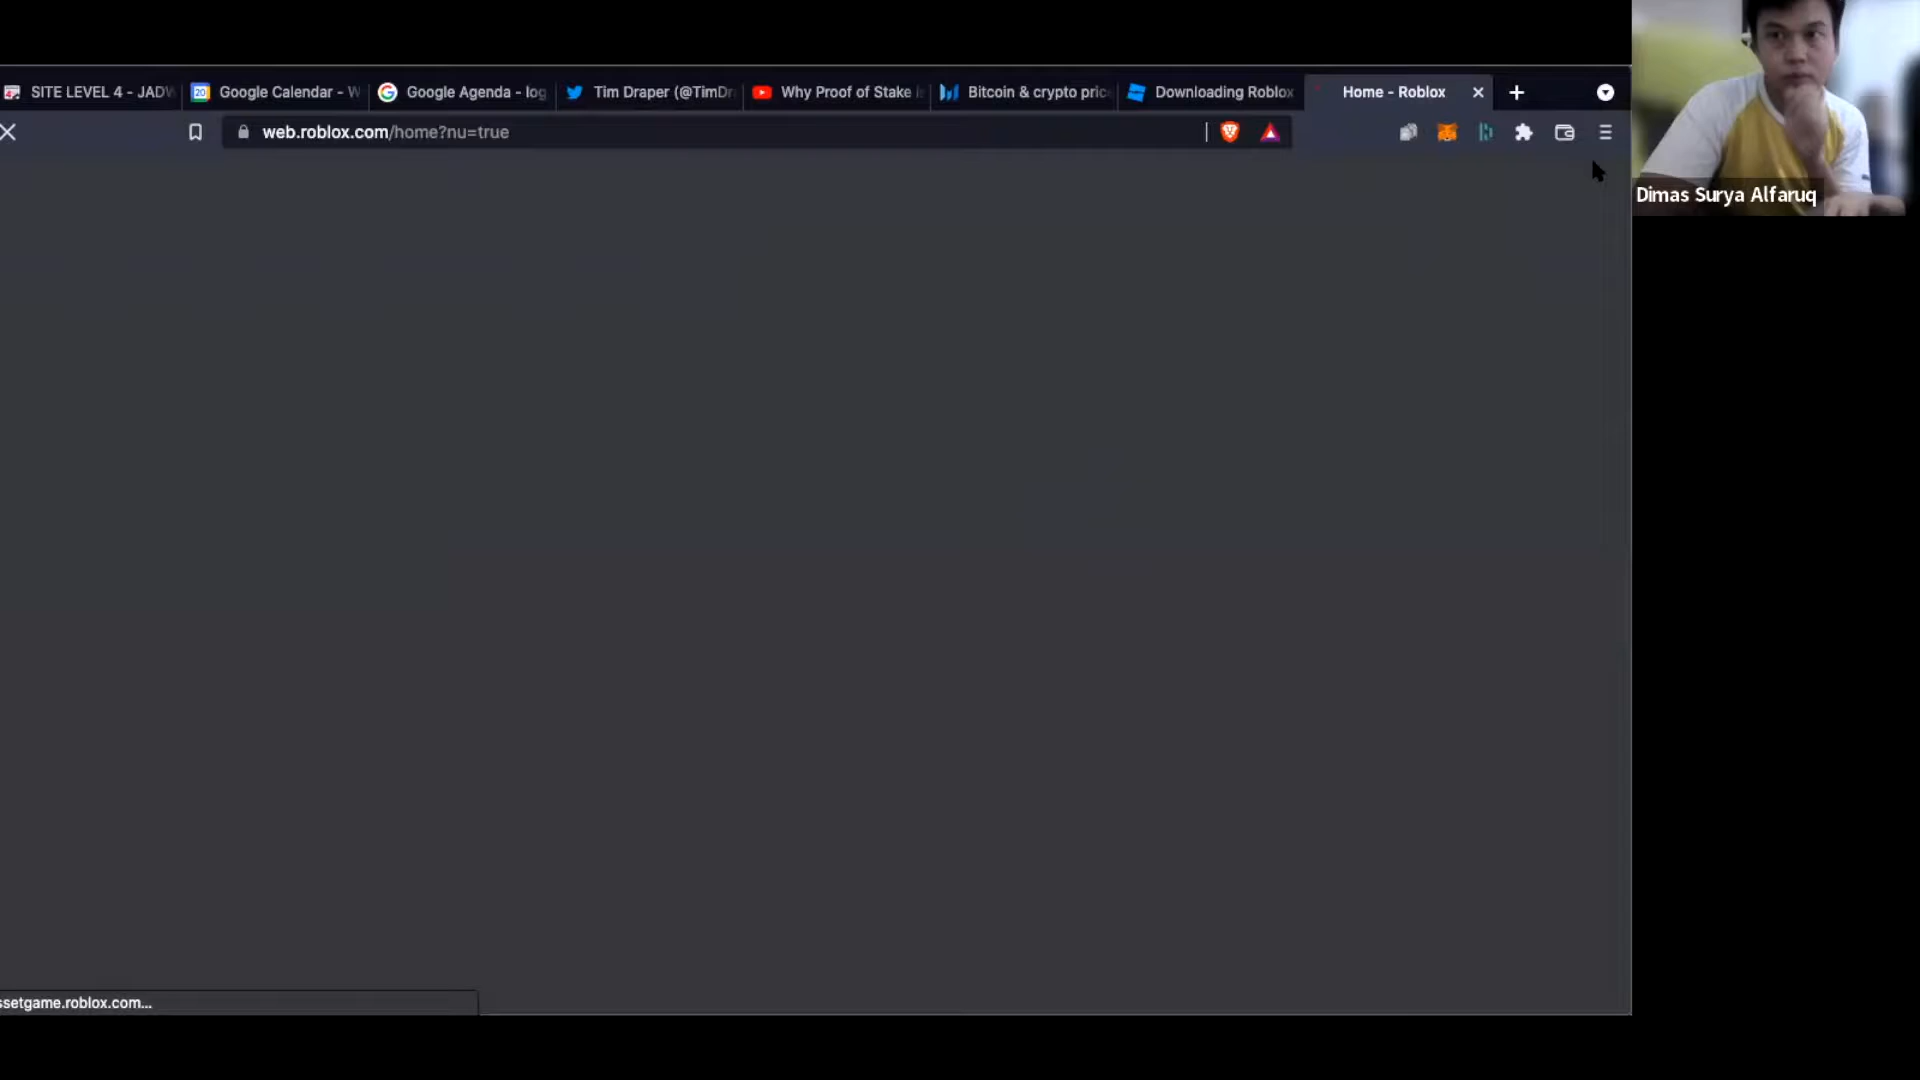 SITE LEVEL 4 - JADW
Google Calendar - W
Google Agenda - log
Tim Draper (@TimDr
Why Proof of Stake i
Bitcoin & crypto pric
Downloading Roblox
Home - Roblox
web.roblox.com/home?nu=true
Dimas Surya Alfaruq
ssetgame.roblox.com...